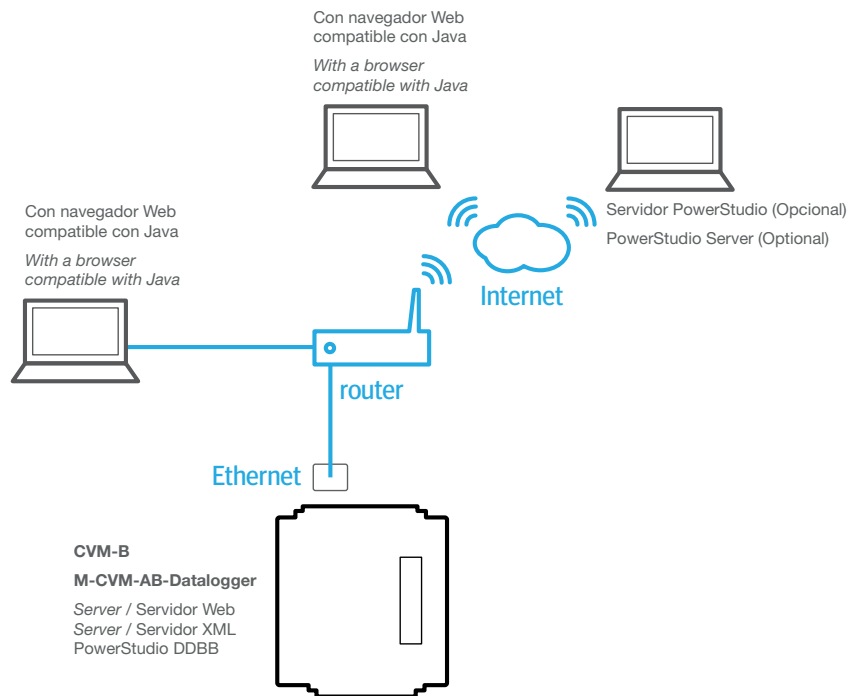 Con navegador Web
compatible con Java
With a browser
compatible with Java
Servidor PowerStudio (Opcional)
PowerStudio Server (Optional)
Con navegador Web
compatible con Java
With a browser
compatible with Java
Internet
router
Ethernet
CVM-B
M-CVM-AB-Datalogger
Server / Servidor Web
Server / Servidor XML
PowerStudio DDBB